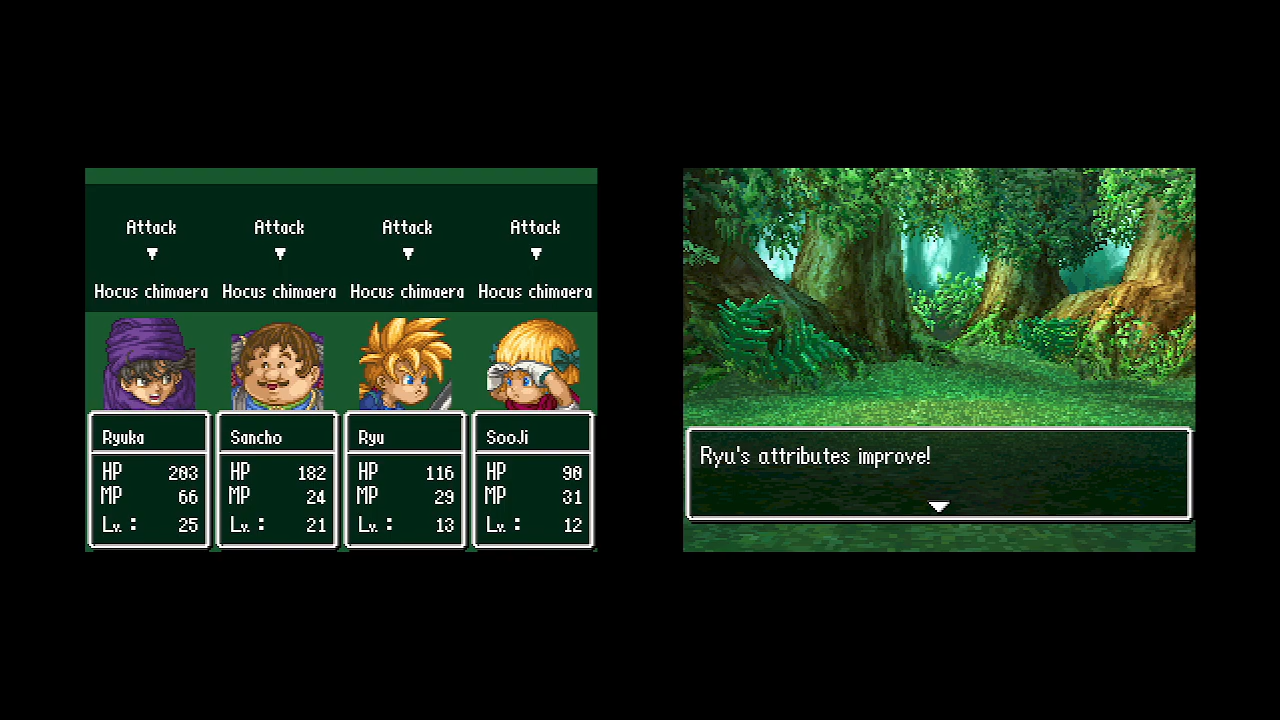 Attack Attack Attack Attack
▼ ▼ ▼ ▼
Hocus chimaera Hocus chimaera Hocus chimaera Hocus chimaera
Ryuka Sancho Ryu SooJi
HP 203 HP 182 HP 116 HP 90
MP 66 MP 24 MP 29 MP 31
Lv. : 25 Lv. : 21 Lv. : 13 Lv. : 12
Ryu's attributes improve!